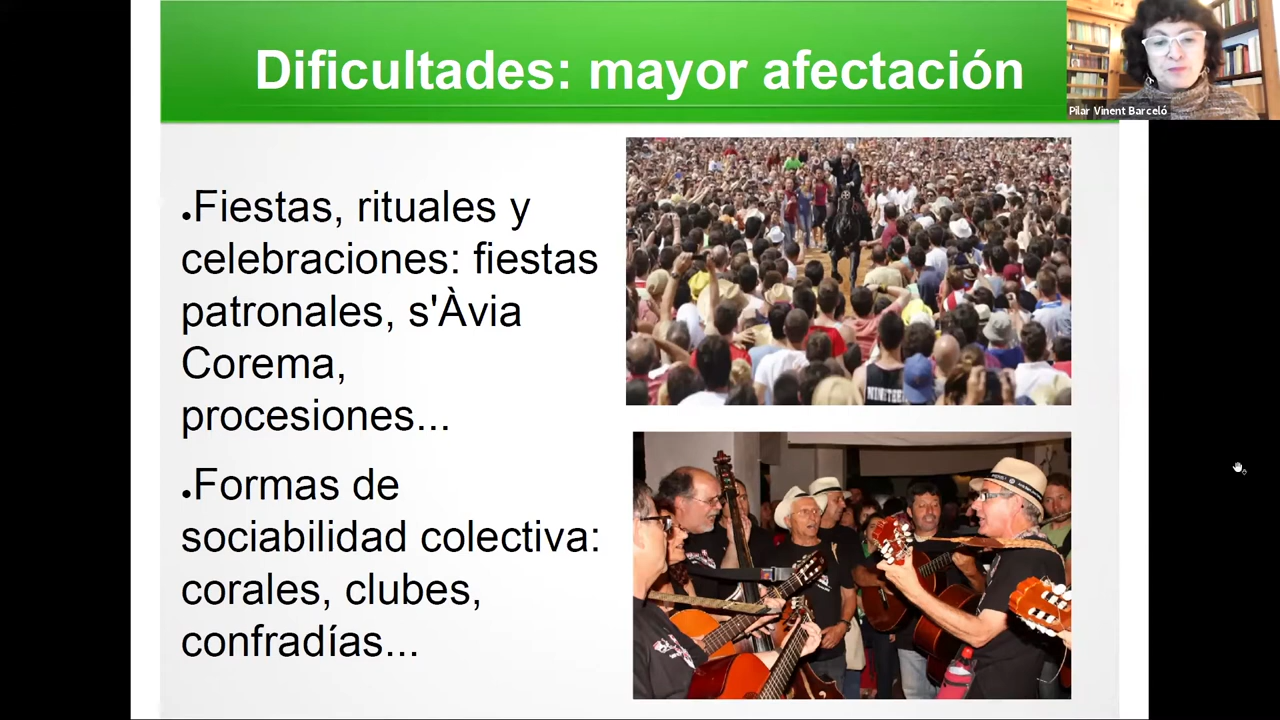 Dificultades: mayor afectación
Pilar Vinent Barceló
●Fiestas, rituales y
celebraciones: fiestas
patronales, s'Àvia
Corema,
procesiones...
●Formas de
sociabilidad colectiva:
corales, clubes,
confradías...